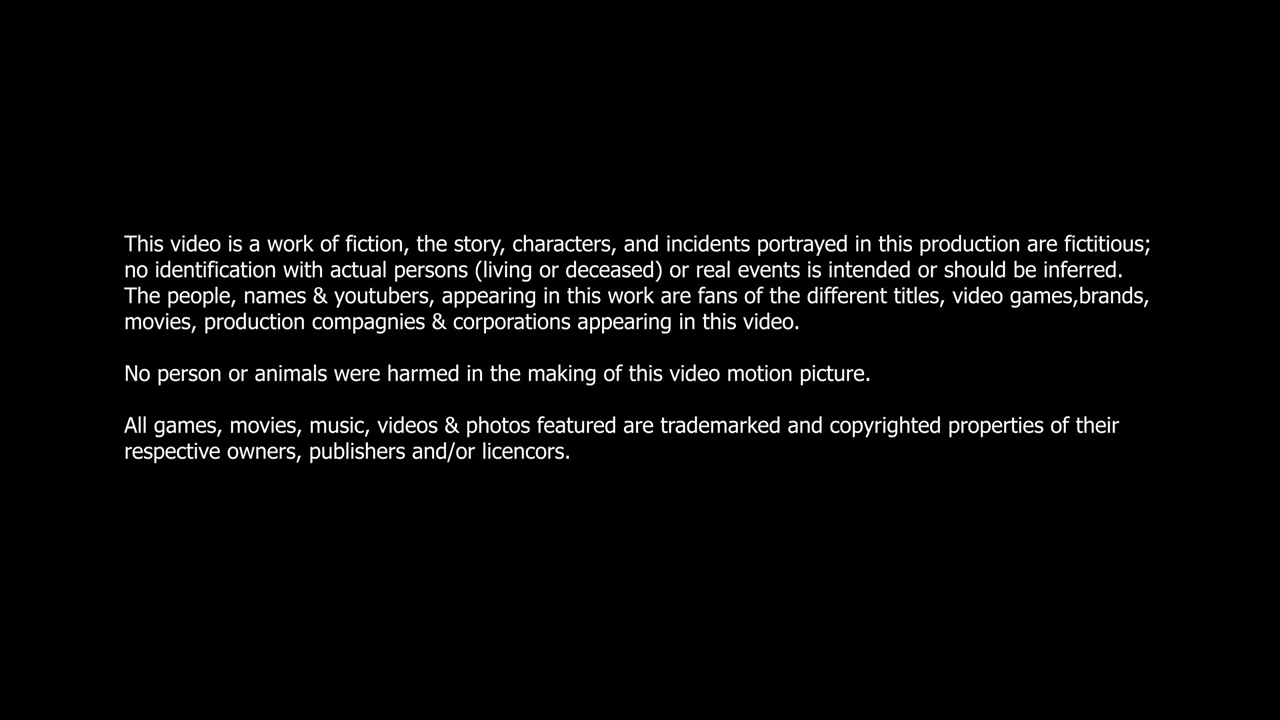 This video is a work of fiction, the story, characters, and incidents portrayed in this production are fictitious;
no identification with actual persons (living or deceased) or real events is intended or should be inferred.
The people, names & youtubers, appearing in this work are fans of the different titles, video games,brands,
movies, production compagnies & corporations appearing in this video.
No person or animals were harmed in the making of this video motion picture.
All games, movies, music, videos & photos featured are trademarked and copyrighted properties of their
respective owners, publishers and/or licencors.